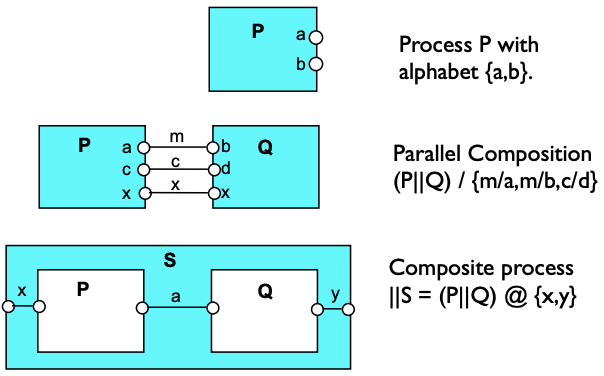 P
a
b
Process P with
alphabet {a,b}.
P
Q
a
m
b
c
c
d
x
x
x
Parallel Composition
(P||Q) / {m/a,m/b,c/d}
S
P
Q
x
a
y
Composite process
||S = (P||Q) @ {x,y}